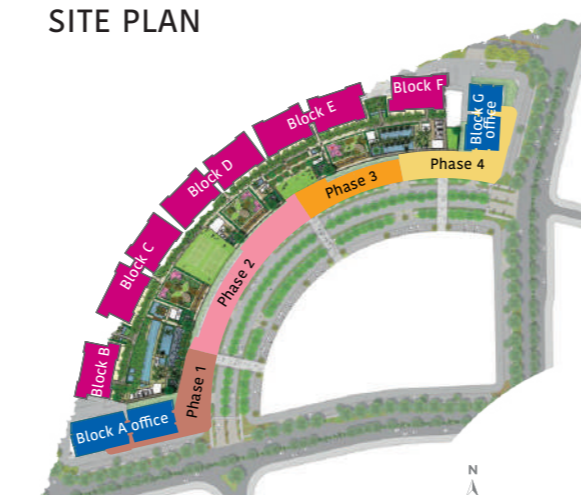 SITE PLAN
Block F
Block G
office
Block E
Phase 4
Block D
Phase 3
Block C
Phase 2
Block B
Phase 1
Block A office
N